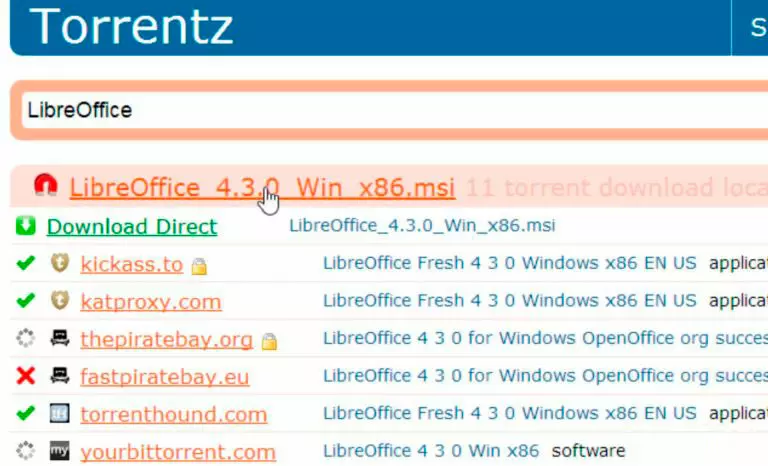 Torrentz
S
LibreOffice
LibreOffice_4.3.0_Win_x86.msi 11 torrent download loca
Download Direct LibreOffice_4.3.0_Win_x86.msi
kickass.to LibreOffice Fresh 4 3 0 Windows x86 EN US applicat
katproxy.com LibreOffice Fresh 4 3 0 Windows x86 EN US applicat
thepiratebay.org LibreOffice 4 3 0 for Windows OpenOffice org succes
fastpiratebay.eu LibreOffice 4 3 0 for Windows OpenOffice org succes
torrenthound.com LibreOffice Fresh 4 3 0 Windows x86 EN US applicat
my yourbittorrent.com LibreOffice 4 3 0 Win x86 software